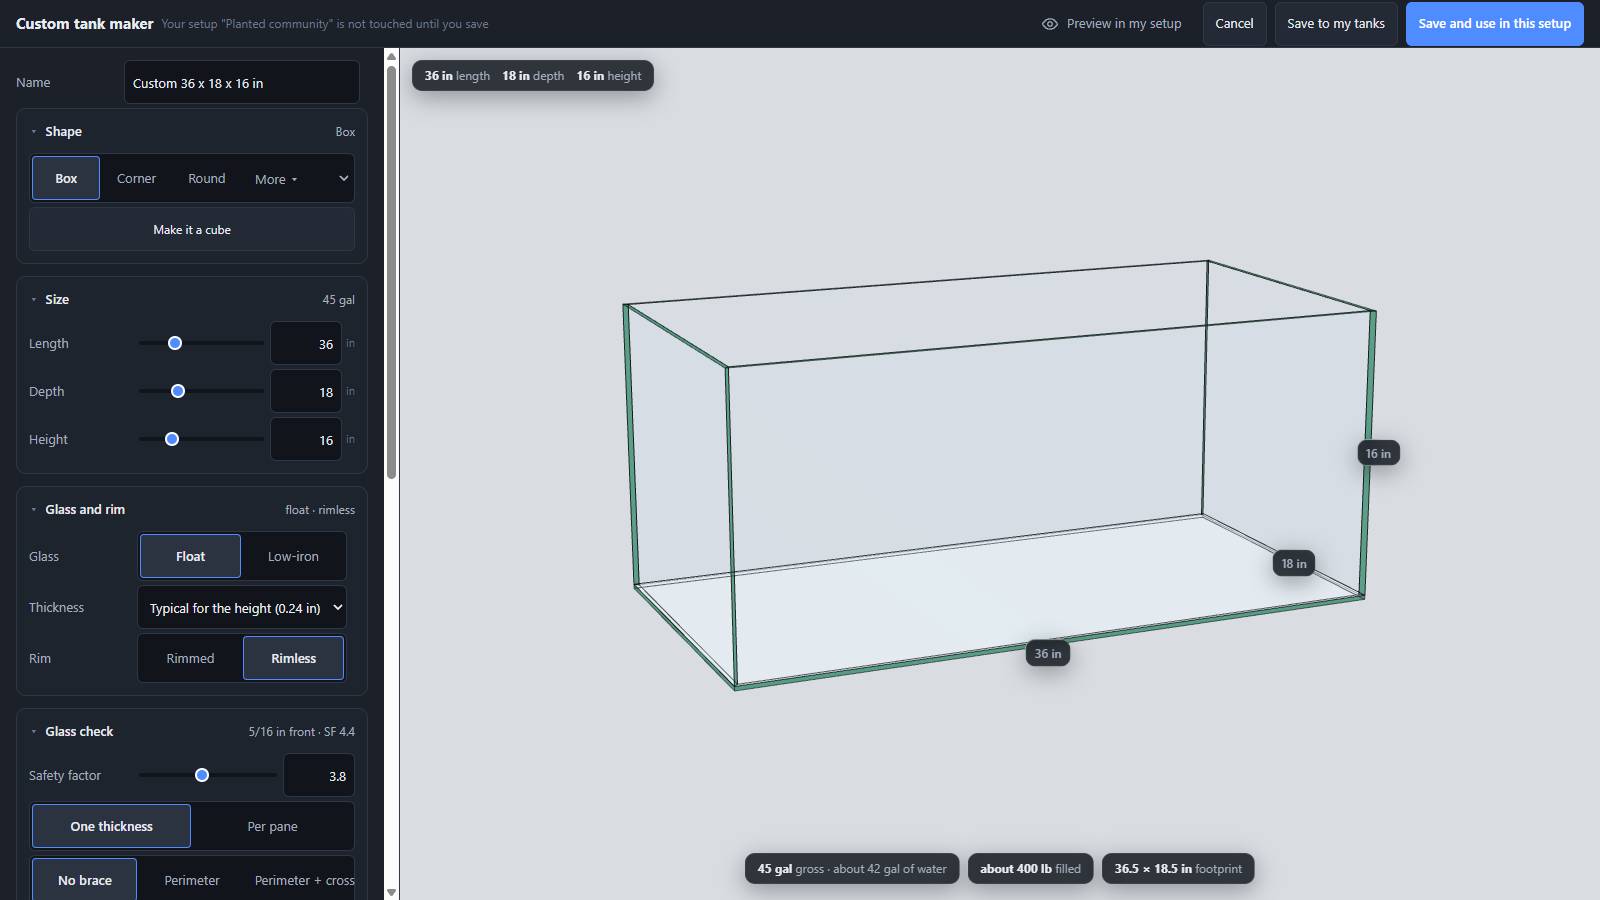 Custom tank maker
Your setup "Planted community" is not touched until you save
Preview in my setup
Cancel
Save to my tanks
Save and use in this setup
Name
Custom 36 x 18 x 16 in
Shape
Box
Box
Corner
Round
More
Make it a cube
Size
45 gal
Length
36
in
Depth
18
in
Height
16
in
Glass and rim
float · rimless
Glass
Float
Low-iron
Thickness
Typical for the height (0.24 in)
Rim
Rimmed
Rimless
Glass check
5/16 in front · SF 4.4
Safety factor
3.8
One thickness
Per pane
No brace
Perimeter
Perimeter + cross
36 in length
18 in depth
16 in height
16 in
18 in
36 in
45 gal gross · about 42 gal of water
about 400 lb filled
36.5 × 18.5 in footprint